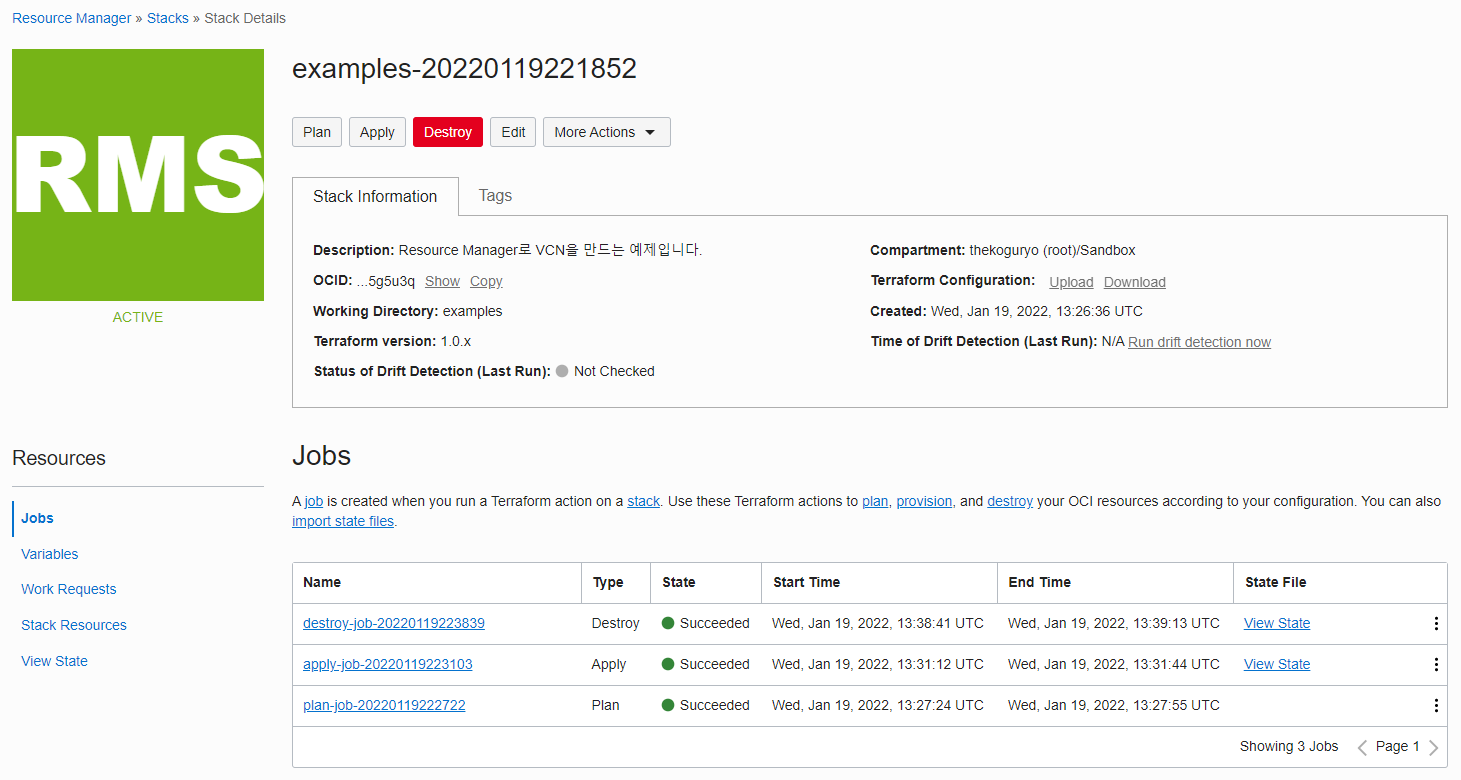 Resource Manager » Stacks » Stack Details
RMS
ACTIVE
examples-20220119221852
Plan Apply Destroy Edit More Actions
Stack Information Tags
Description: Resource Manager로 VCN을 만드는 예제입니다.
OCID: ...5g5u3q Show Copy
Working Directory: examples
Terraform version: 1.0.x
Status of Drift Detection (Last Run): Not Checked
Compartment: thekoguryo (root)/Sandbox
Terraform Configuration: Upload Download
Created: Wed, Jan 19, 2022, 13:26:36 UTC
Time of Drift Detection (Last Run): N/A Run drift detection now
Resources
Jobs
Variables
Work Requests
Stack Resources
View State
Jobs
A job is created when you run a Terraform action on a stack. Use these Terraform actions to plan, provision, and destroy your OCI resources according to your configuration. You can also
import state files.
Name Type State Start Time End Time State File
destroy-job-20220119223839 Destroy Succeeded Wed, Jan 19, 2022, 13:38:41 UTC Wed, Jan 19, 2022, 13:39:13 UTC View State
apply-job-20220119223103 Apply Succeeded Wed, Jan 19, 2022, 13:31:12 UTC Wed, Jan 19, 2022, 13:31:44 UTC View State
plan-job-20220119222722 Plan Succeeded Wed, Jan 19, 2022, 13:27:24 UTC Wed, Jan 19, 2022, 13:27:55 UTC
Showing 3 Jobs Page 1